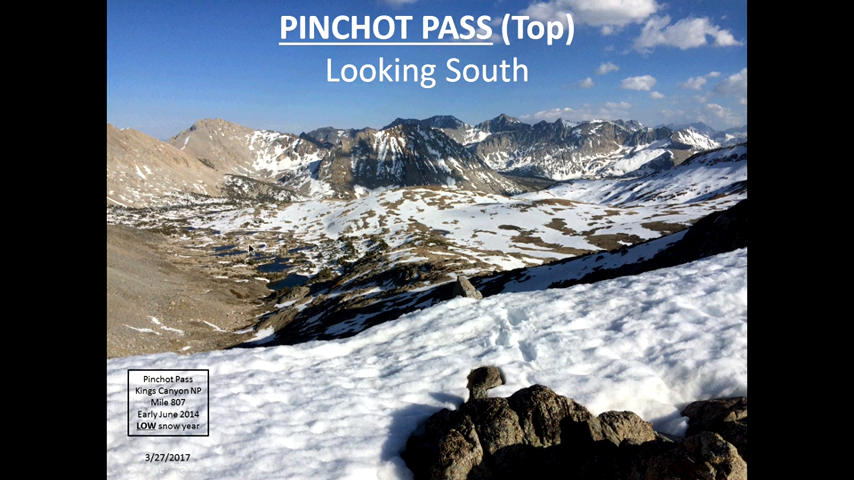 PINCHOT PASS (Top)
Looking South
Pinchot Pass
Kings Canyon NP
Mile 807
Early June 2014
LOW snow year
3/27/2017